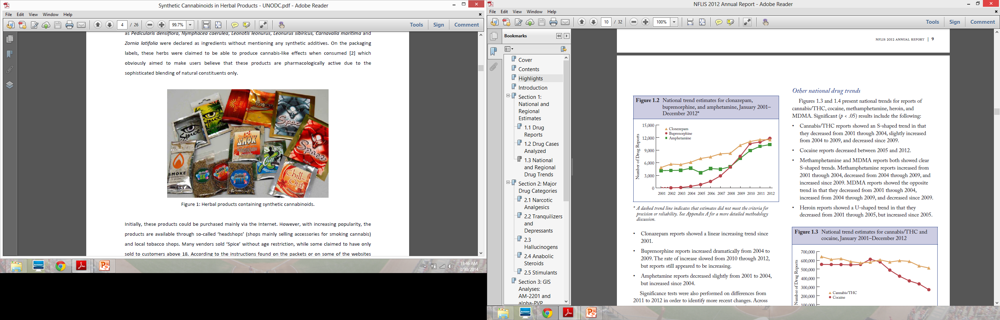 Synthetic Cannabinoids in Herbal Products - UNODC.pdf - Adobe Reader
File Edit View Window Help
4 / 26 99.7% Tools Sign Comment
as Pedicularis densiflora, Nymphacea caerulea, Leonotis leonurus, Leonurus sibiricus, Carnavalia maritima and
Zornia latifolia were declared as ingredients without mentioning any synthetic additives. On the packaging
labels, these herbs were claimed to be able to produce cannabis-like effects when consumed [2] which
obviously aimed to make users believe that these products are pharmacologically active due to the
sophisticated blending of natural constituents only.
YUCATAN FIRE
Spice
TROPICAL SYNERGY
Spice
Space
DIAMOND
SMOKE
SMOKE
3 GRAMS
Chill X
Space
RUBIN
Chill-Out
Figure 1: Herbal products containing synthetic cannabinoids.
Initially, these products could be purchased mainly via the Internet. However, with increasing popularity, the
products are available through so-called ‘headshops’ (shops mainly selling accessories for smoking cannabis)
and local tobacco shops. Many vendors sold ‘Spice’ without age restriction, while some claimed to have only
sold to customers above 18. According to the instructions found on the packets or on some of the websites
lenovo
11:46 AM
3/30/2014
NFLIS 2012 Annual Report - Adobe Reader
File Edit View Window Help
10 / 32 100% Tools Sign Comment
Bookmarks
Cover
Contents
Highlights
Introduction
Section 1:
National and
Regional
Estimates
1.1 Drug
Reports
1.2 Drug Cases
Analyzed
1.3 National
and Regional
Drug Trends
Section 2: Major
Drug Categories
2.1 Narcotic
Analgesics
2.2 Tranquilizers
and
Depressants
2.3
Hallucinogens
2.4 Anabolic
Steroids
2.5 Stimulants
Section 3: GIS
Analyses:
AM-2201 and
alpha-PVP
NFLIS 2012 ANNUAL REPORT | 9
Figure 1.2 National trend estimates for clonazepam,
buprenorphine, and amphetamine, January 2001–
December 2012*
Number of Drug Reports
15,000
12,000
9,000
6,000
3,000
0
Clonezepam
Buprenorphine
Amphetamine
2001 2002 2003 2004 2005 2006 2007 2008 2009 2010 2011 2012
* A dashed trend line indicates that estimates did not meet the criteria for
precision or reliability. See Appendix A for a more detailed methodology
discussion.
• Clonazepam reports showed a linear increasing trend since
2001.
• Buprenorphine reports increased dramatically from 2004 to
2009. The rate of increase slowed from 2010 through 2012,
but reports still appeared to be increasing.
• Amphetamine reports decreased slightly from 2001 to 2004,
but increased since 2004.
Significance tests were also performed on differences from
2011 to 2012 in order to identify more recent changes. Across
Other national drug trends
Figures 1.3 and 1.4 present national trends for reports of
cannabis/THC, cocaine, methamphetamine, heroin, and
MDMA. Significant (p < .05) results include the following:
• Cannabis/THC reports showed an S-shaped trend in that
they decreased from 2001 through 2004, slightly increased
from 2004 to 2009, and decreased since 2009.
• Cocaine reports decreased between 2005 and 2012.
• Methamphetamine and MDMA reports both showed clear
S-shaped trends. Methamphetamine reports increased from
2001 through 2004, decreased from 2004 through 2009, and
increased since 2009. MDMA reports showed the opposite
trend in that they decreased from 2001 through 2004,
increased from 2004 through 2009, and decreased since 2009.
• Heroin reports showed a U-shaped trend in that they
decreased from 2001 through 2005, but increased since 2005.
Figure 1.3 National trend estimates for cannabis/THC and
cocaine, January 2001–December 2012
Number of Drug Reports
700,000
600,000
500,000
400,000
300,000
200,000
100,000
Cannabis/THC
Cocaine
lenovo